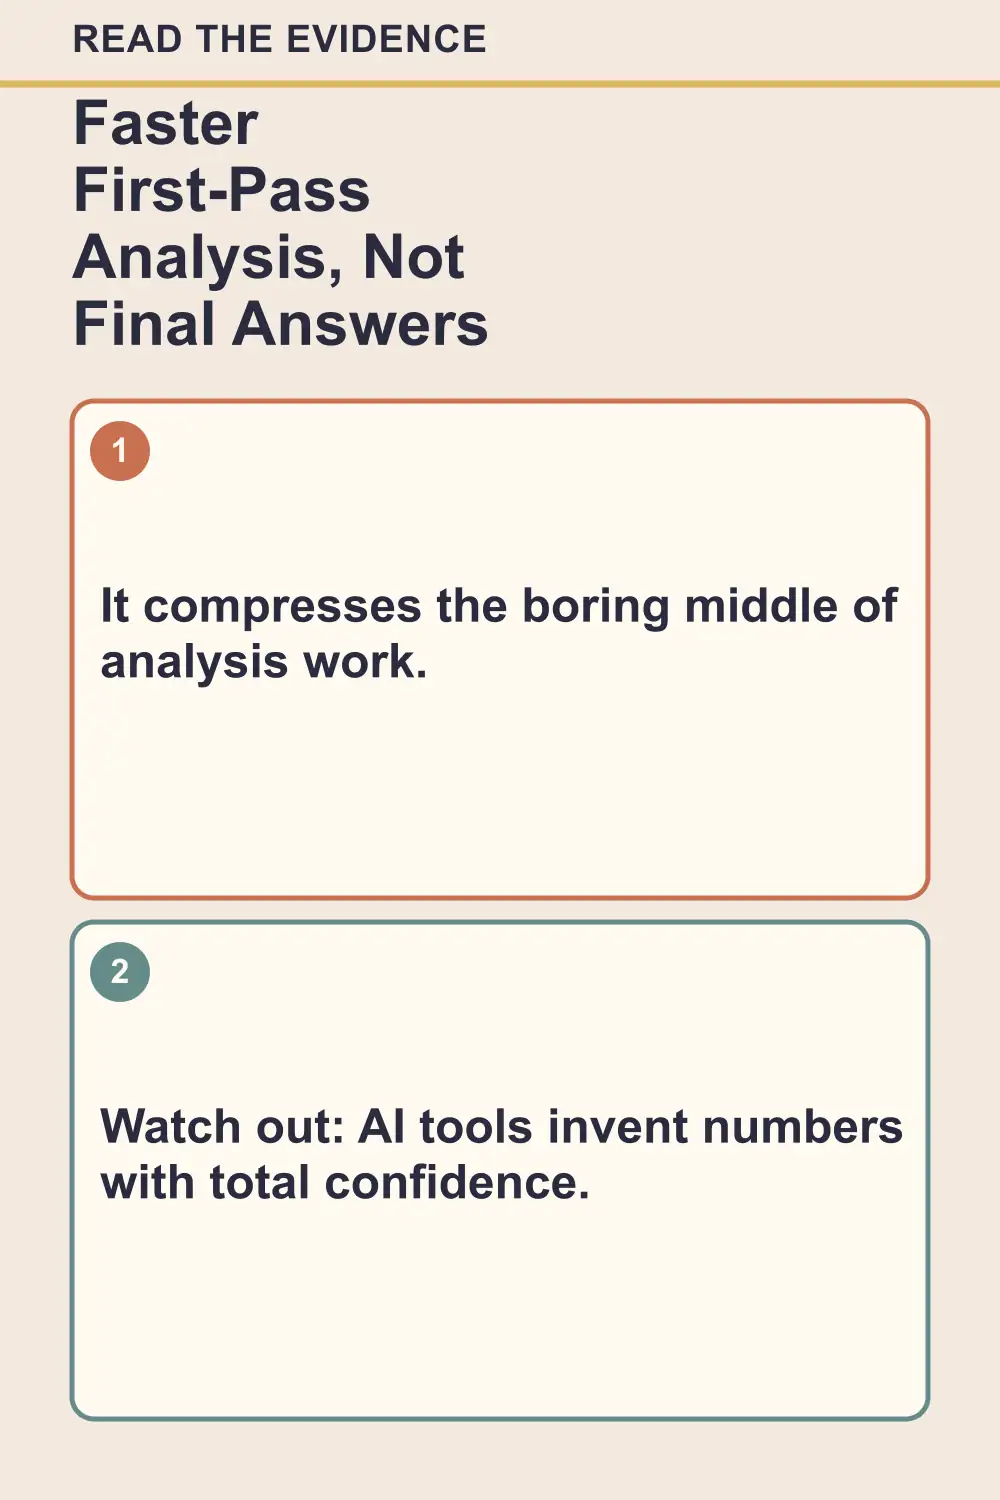 READ THE EVIDENCE
Faster
First-Pass
Analysis, Not
Final Answers
1
It compresses the boring middle of
analysis work.
2
Watch out: AI tools invent numbers
with total confidence.